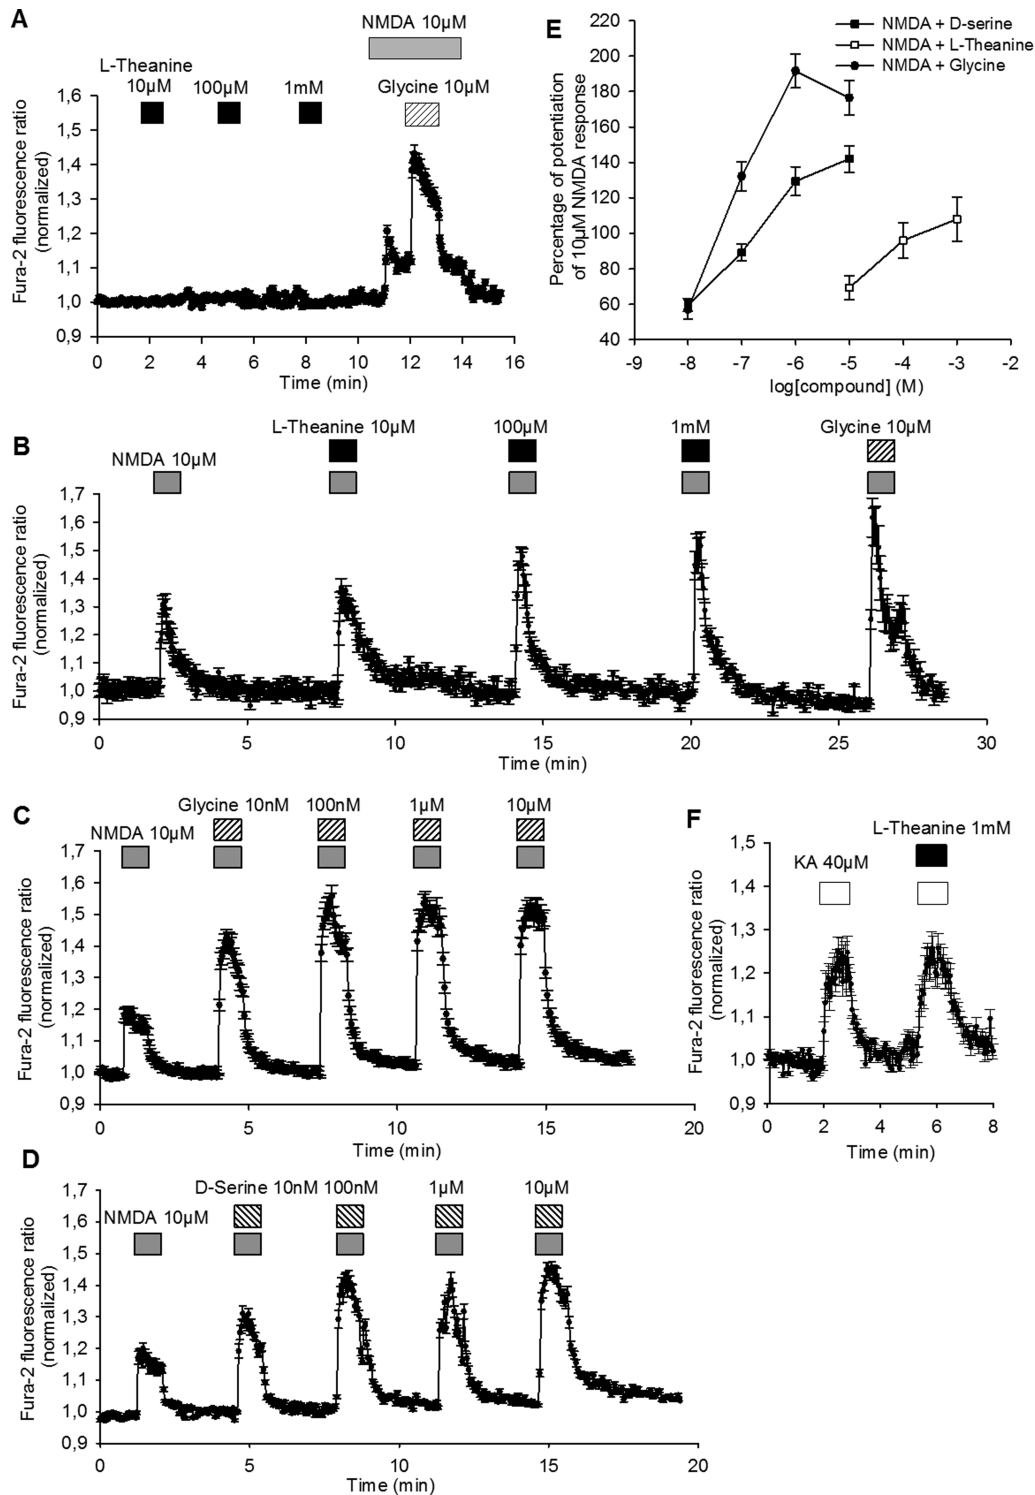 A
NMDA 10µM
L-Theanine
10µM 100µM 1mM
Glycine 10µM
Fura-2 fluorescence ratio
(normalized)
1,6
1,5
1,3
1,2
1,1
1,0
0,9
0 2 4 6 8 10 12 14 16
Time (min)
E
NMDA + D-serine
NMDA + L-Theanine
NMDA + Glycine
Percentage of potentiation
of 10µM NMDA response
220
200
180
160
140
120
100
80
60
40
-9 -8 -7 -6 -5 -4 -3 -2
log[compound] (M)
B
NMDA 10µM
L-Theanine 10µM 100µM 1mM Glycine 10µM
Fura-2 fluorescence ratio
(normalized)
1,7
1,6
1,5
1,4
1,3
1,2
1,1
1,0
0,9
0 5 10 15 20 25 30
Time (min)
C
NMDA 10µM
Glycine 10nM 100nM 1µM 10µM
Fura-2 fluorescence ratio
(normalized)
1,7
1,6
1,5
1,4
1,3
1,2
1,1
1,0
0,9
0 5 10 15 20
Time (min)
F
L-Theanine 1mM
KA 40µM
Fura-2 fluorescence ratio
(normalized)
1,5
1,4
1,3
1,2
1,1
1,0
0,9
0 2 4 6 8
Time (min)
D
D-Serine 10nM 100nM 1µM 10µM
NMDA 10µM
Fura-2 fluorescence ratio
(normalized)
1,7
1,6
1,5
1,4
1,3
1,2
1,1
1,0
0,9
0 5 10 15 20
Time (min)